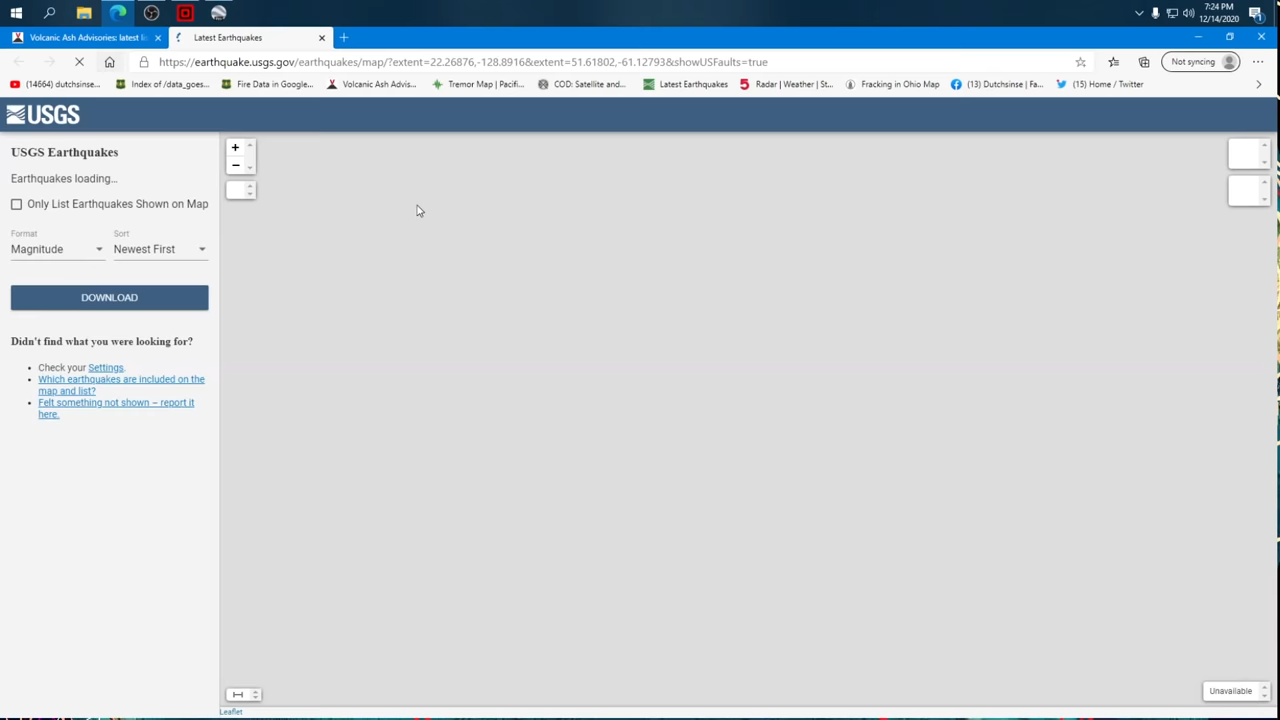 7:24 PM
12/14/2020
1
Volcanic Ash Advisories: latest i
Latest Earthquakes
https://earthquake.usgs.gov/earthquakes/map/?extent=22.26876,-128.8916&extent=51.61802,-61.12793&showUSFaults=true
Not syncing
(14664) dutchsinse...
Index of /data_goes...
Fire Data in Google...
Volcanic Ash Advis...
Tremor Map | Pacifi...
COD: Satellite and...
Latest Earthquakes
Radar | Weather | St...
Fracking in Ohio Map
(13) Dutchsinse | Fa...
(15) Home / Twitter
USGS
USGS Earthquakes
Earthquakes loading...
Only List Earthquakes Shown on Map
Format
Sort
Magnitude
Newest First
DOWNLOAD
Didn't find what you were looking for?
• Check your Settings.
• Which earthquakes are included on the
map and list?
• Felt something not shown – report it
here.
+
−
Unavailable
Leaflet